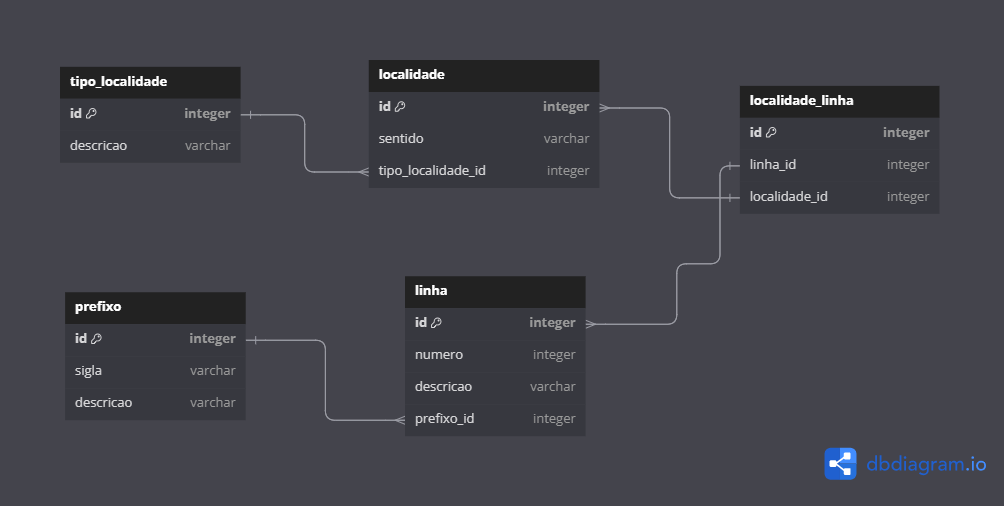 tipo_localidade
id integer
descricao varchar
localidade
id integer
sentido varchar
tipo_localidade_id integer
localidade_linha
id integer
linha_id integer
localidade_id integer
prefixo
id integer
sigla varchar
descricao varchar
linha
id integer
numero integer
descricao varchar
prefixo_id integer
dbdiagram.io